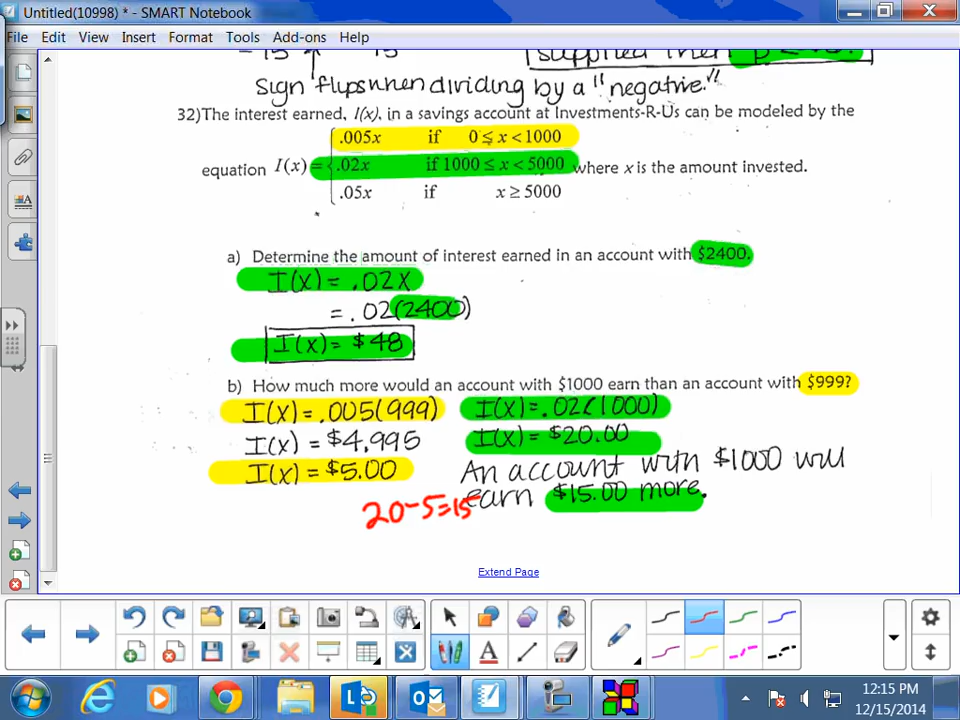 Untitled(10998) * - SMART Notebook
File Edit View Insert Format Tools Add-ons Help
supplied then
Sign flips when dividing by a "negative."
32)The interest earned, I(x), in a savings account at Investments-R-Us can be modeled by the
.005x if 0 ≤ x < 1000
equation I(x) = .02x if 1000 ≤ x < 5000 where x is the amount invested.
.05x if x ≥ 5000
a) Determine the amount of interest earned in an account with $2400.
I(x) = .02x
= .02(2400)
I(x) = $48
b) How much more would an account with $1000 earn than an account with $999?
I(x) = .005(999) I(x) = .02(1000)
I(x) = $4.995 I(x) = $20.00
I(x) = $5.00 An account with $1000 will
earn $15.00 more.
20-5=15
Extend Page
12:15 PM
12/15/2014